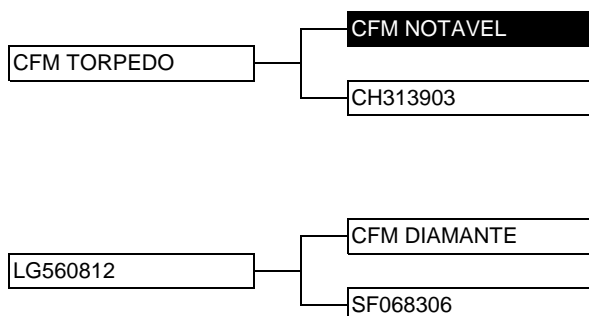 CFM NOTAVEL
CFM TORPEDO
CH313903
CFM DIAMANTE
LG560812
SF068306